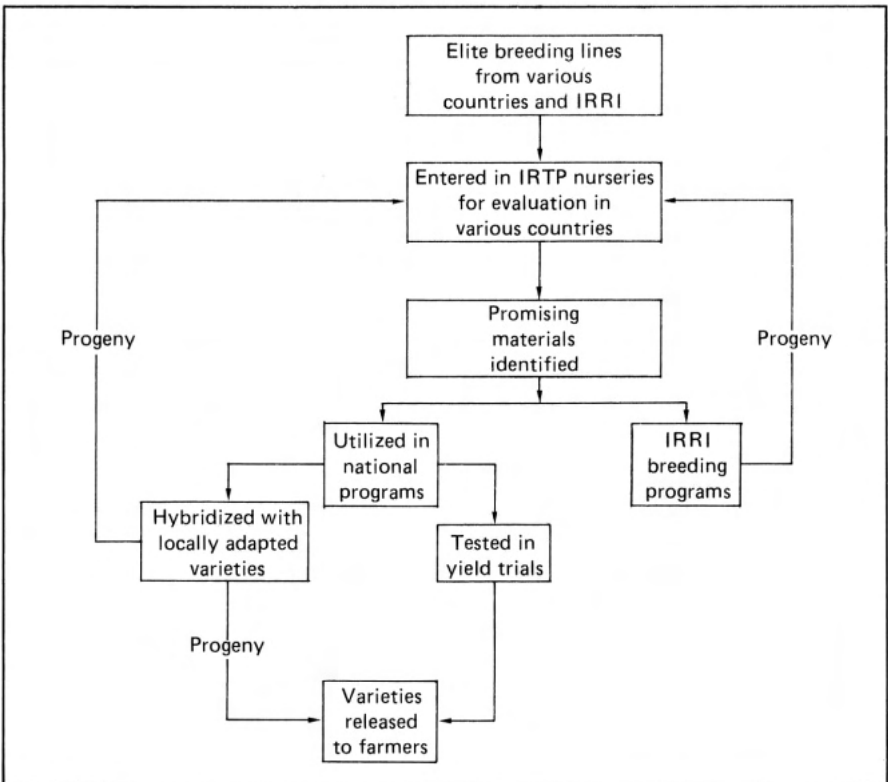 Elite breeding lines
from various
countries and IRRI
Entered in IRTP nurseries
for evaluation in
various countries
Promising
materials
identified
Progeny
Progeny
Utilized in
national
programs
IRRI
breeding
programs
Hybridized with
locally adapted
varieties
Tested in
yield trials
Progeny
Varieties
released
to farmers